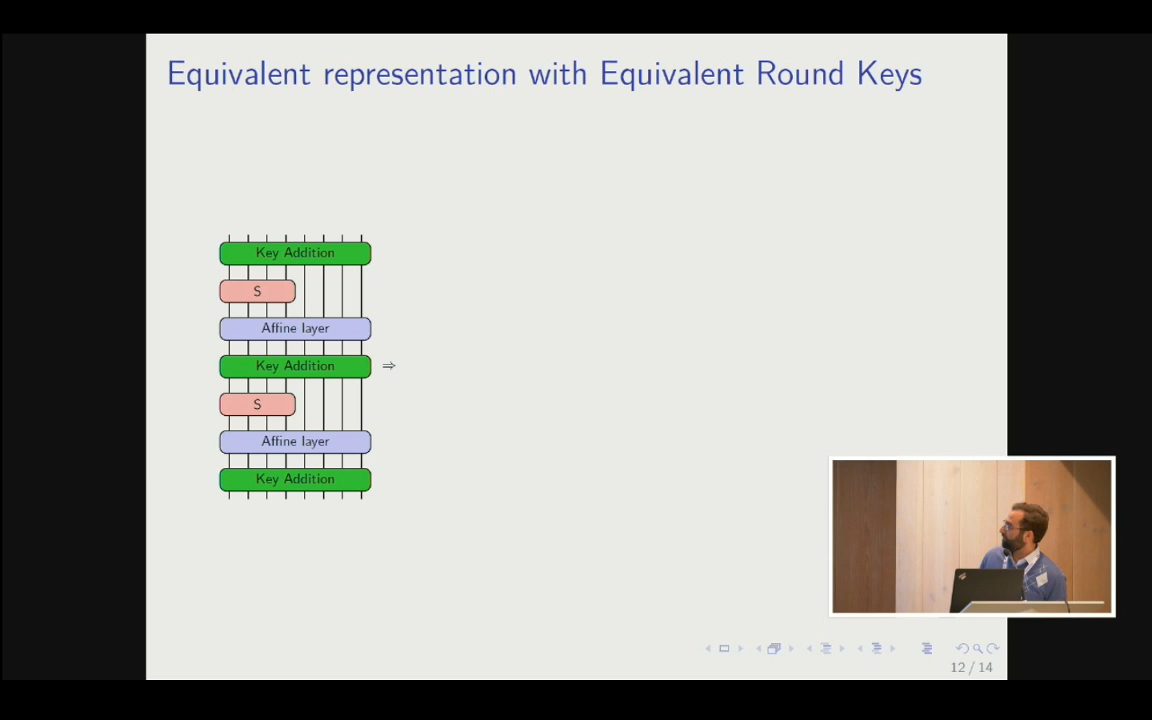 Equivalent representation with Equivalent Round Keys
Key Addition
S
Affine layer
Key Addition ⇒
S
Affine layer
Key Addition
12 / 14